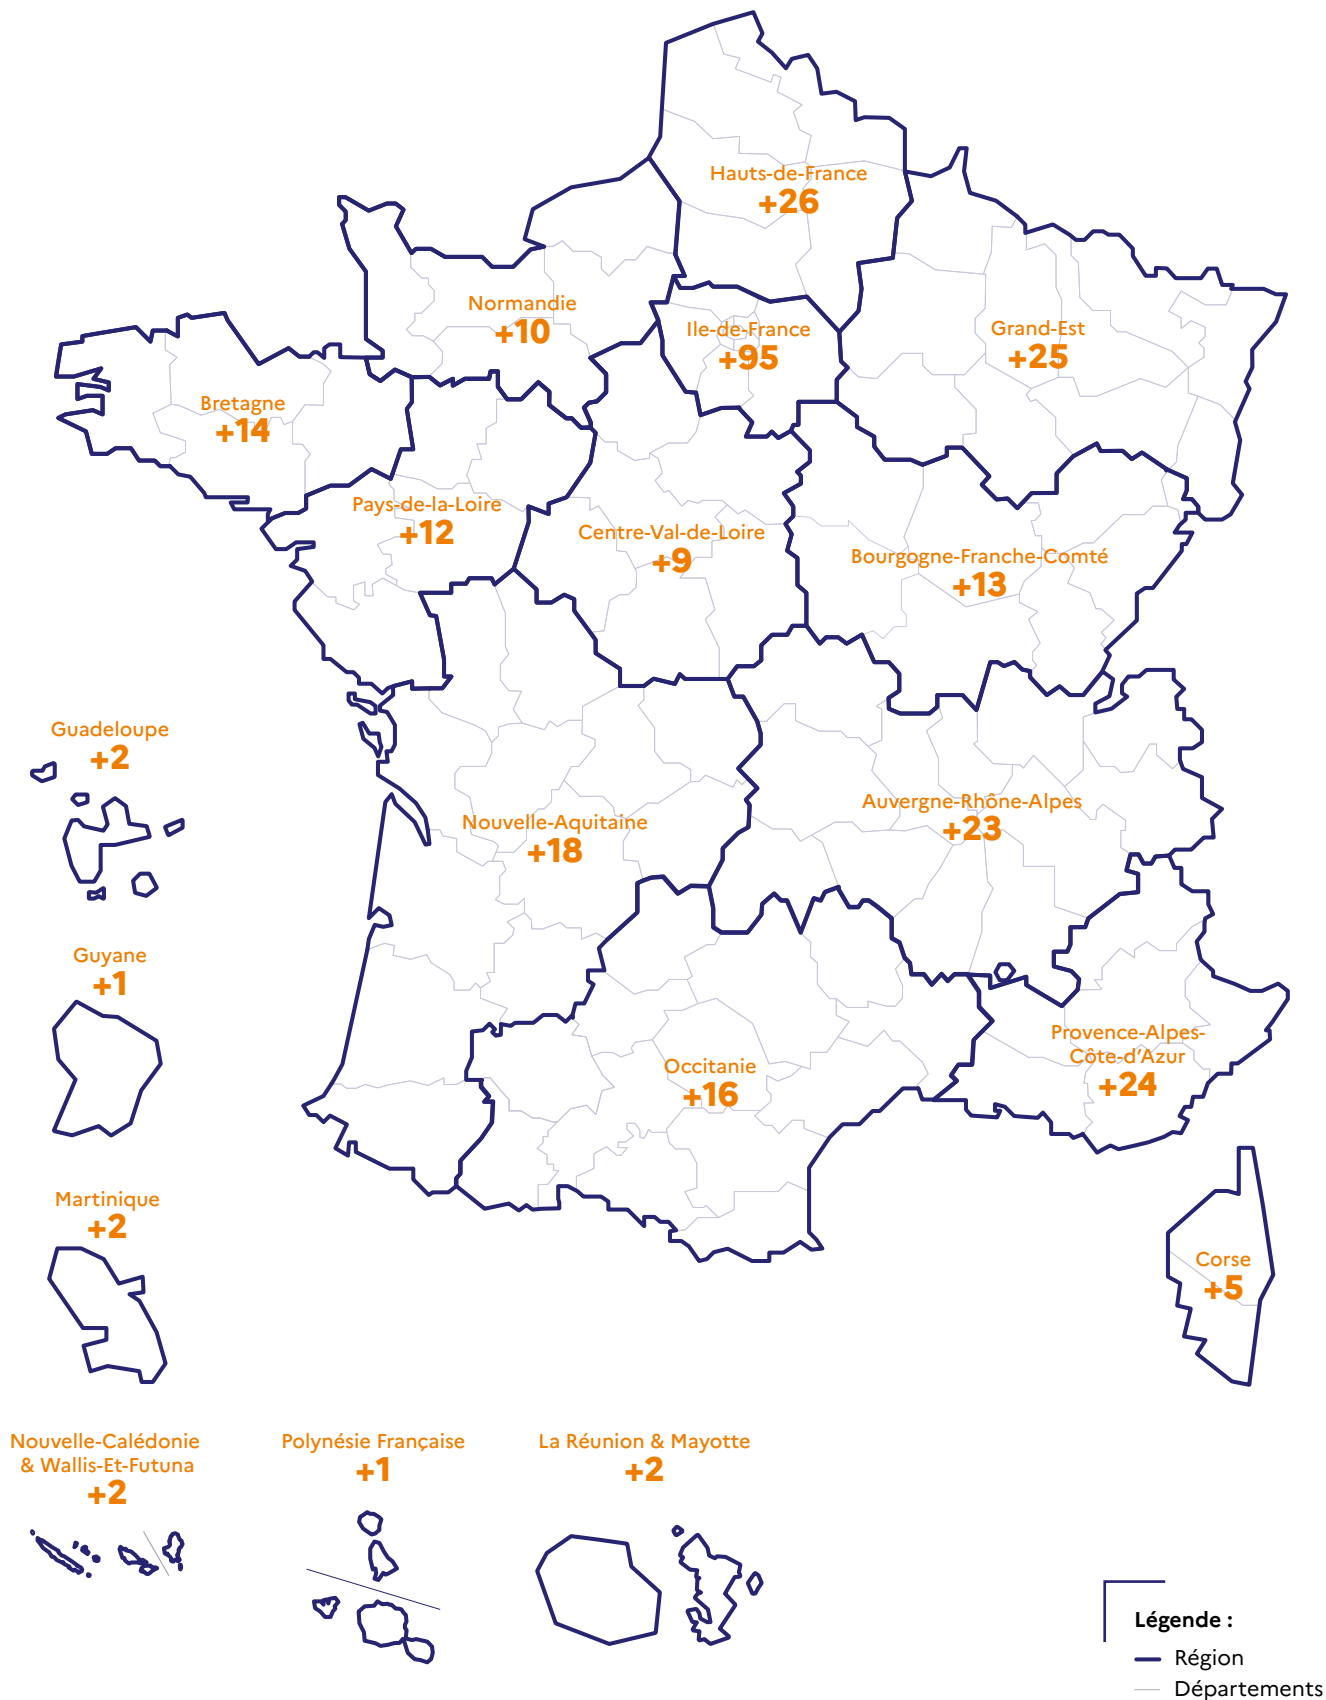 Hauts-de-France
+26
Normandie
+10
Ile-de-France
+95
Grand-Est
+25
Bretagne
+14
Pays-de-la-Loire
+12
Centre-Val-de-Loire
+9
Bourgogne-Franche-Comté
+13
Guadeloupe
+2
Nouvelle-Aquitaine
+18
Auvergne-Rhône-Alpes
+23
Guyane
+1
Occitanie
+16
Provence-Alpes-
Côte-d'Azur
+24
Martinique
+2
Corse
+5
Nouvelle-Calédonie
& Wallis-Et-Futuna
+2
Polynésie Française
+1
La Réunion & Mayotte
+2
Légende :
Région
Départements